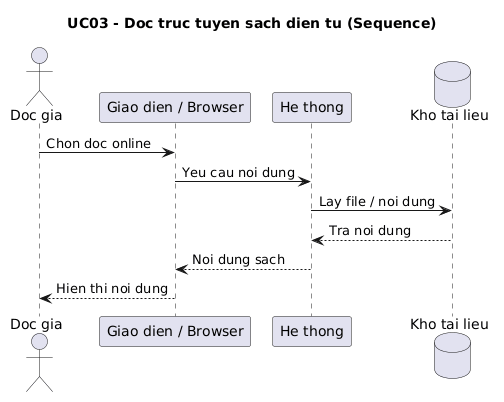 UC03 - Doc truc tuyen sach dien tu (Sequence)
Doc gia
Giao dien / Browser
He thong
Kho tai lieu
Chon doc online
Yeu cau noi dung
Lay file / noi dung
Tra noi dung
Noi dung sach
Hien thi noi dung
Doc gia
Giao dien / Browser
He thong
Kho tai lieu